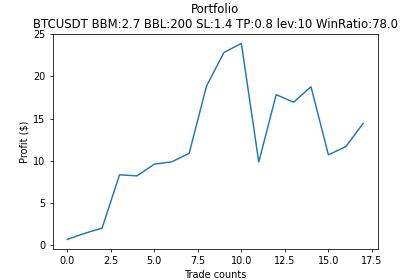 Portfolio
BTCUSDT BBM:2.7 BBL:200 SL:1.4 TP:0.8 lev:10 WinRatio:78.0
25
20
15
10
5
0
Profit ($)
0.0 2.5 5.0 7.5 10.0 12.5 15.0 17.5
Trade counts